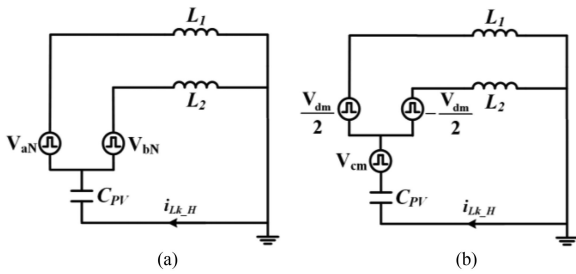 L1
L2
VaN
VbN
CPV
iLk_H
(a)
L1
L2
Vdm
2
-Vdm
2
Vcm
CPV
iLk_H
(b)